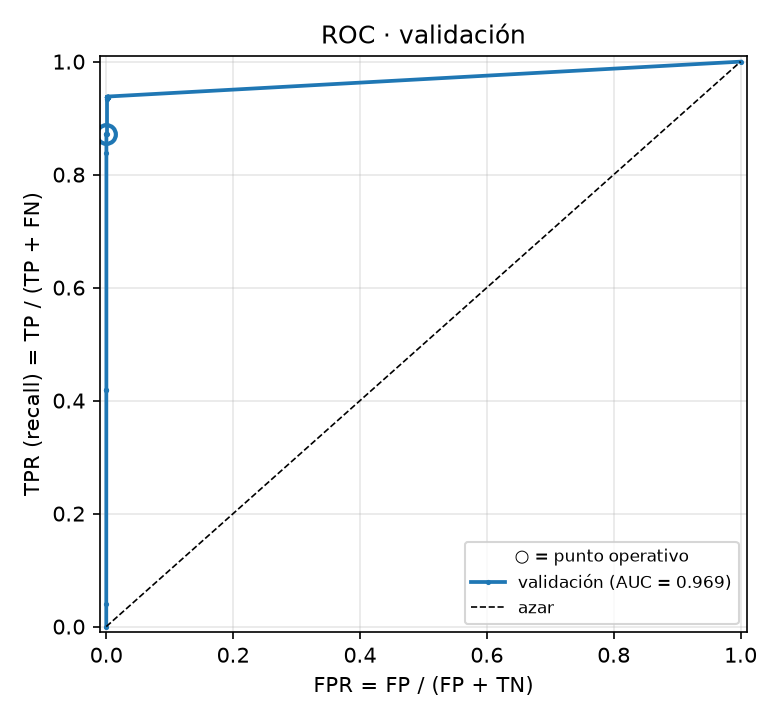 ROC · validación
TPR (recall) = TP / (TP + FN)
1.0
0.8
0.6
0.4
0.2
0.0
○ = punto operativo
validación (AUC = 0.969)
azar
0.0 0.2 0.4 0.6 0.8 1.0
FPR = FP / (FP + TN)